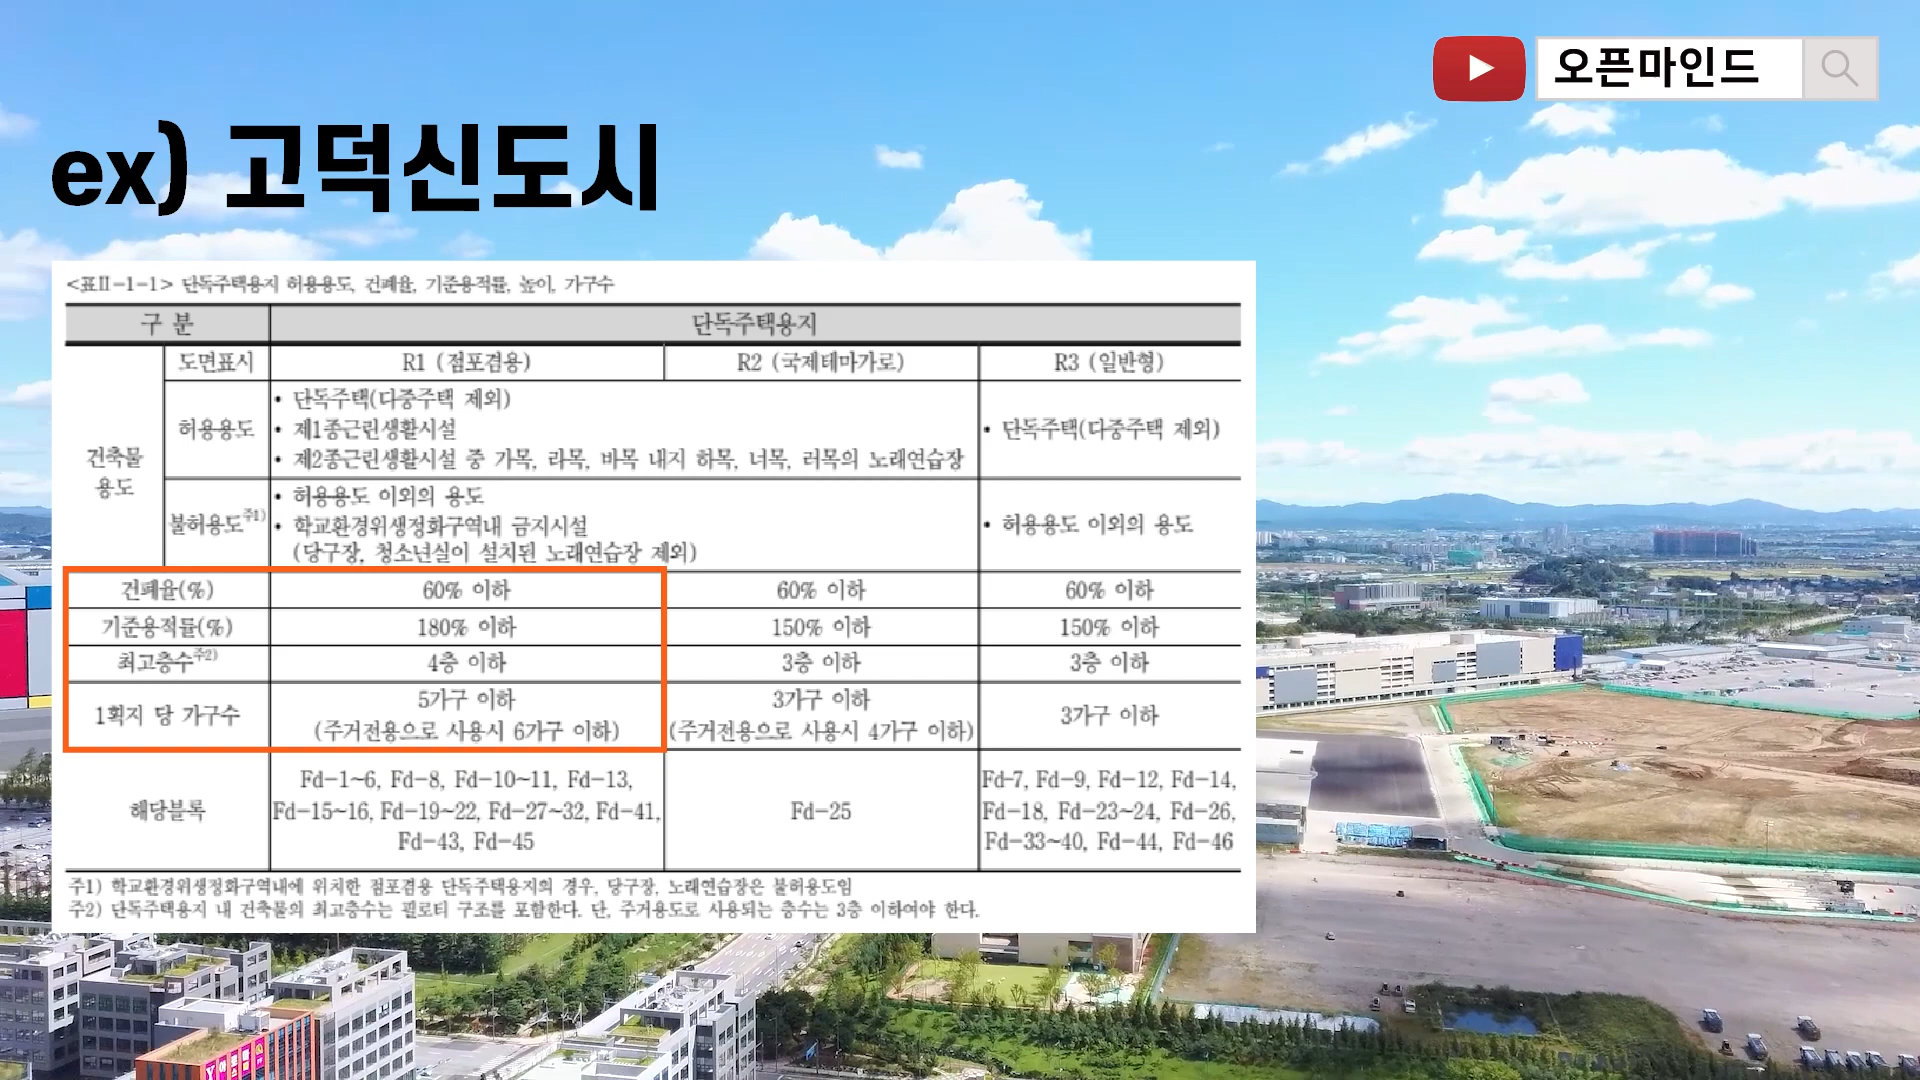 오픈마인드
ex) 고덕신도시
<표Ⅱ-1-1> 단독주택용지 허용용도, 건폐율, 기준용적률, 높이, 가구수
구 분 단독주택용지
도면표시 R1 (점포겸용) R2 (국제테마가로) R3 (일반형)
건축물
용도
허용용도
• 단독주택(다중주택 제외)
• 제1종근린생활시설
• 제2종근린생활시설 중 가목, 라목, 바목 내지 하목, 너목, 러목의 노래연습장
• 단독주택(다중주택 제외)
불허용도주1)
• 허용용도 이외의 용도
• 학교환경위생정화구역내 금지시설
(당구장, 청소년실이 설치된 노래연습장 제외)
• 허용용도 이외의 용도
건폐율(%) 60% 이하 60% 이하 60% 이하
기준용적률(%) 180% 이하 150% 이하 150% 이하
최고층수주2) 4층 이하 3층 이하 3층 이하
1획지 당 가구수
5가구 이하
(주거전용으로 사용시 6가구 이하)
3가구 이하
(주거전용으로 사용시 4가구 이하)
3가구 이하
해당블록
Fd-1~6, Fd-8, Fd-10~11, Fd-13,
Fd-15~16, Fd-19~22, Fd-27~32, Fd-41,
Fd-43, Fd-45
Fd-25
Fd-7, Fd-9, Fd-12, Fd-14,
Fd-18, Fd-23~24, Fd-26,
Fd-33~40, Fd-44, Fd-46
주1) 학교환경위생정화구역내에 위치한 점포겸용 단독주택용지의 경우, 당구장, 노래연습장은 불허용도임
주2) 단독주택용지 내 건축물의 최고층수는 필로티 구조를 포함한다. 단, 주거용도로 사용되는 층수는 3층 이하여야 한다.